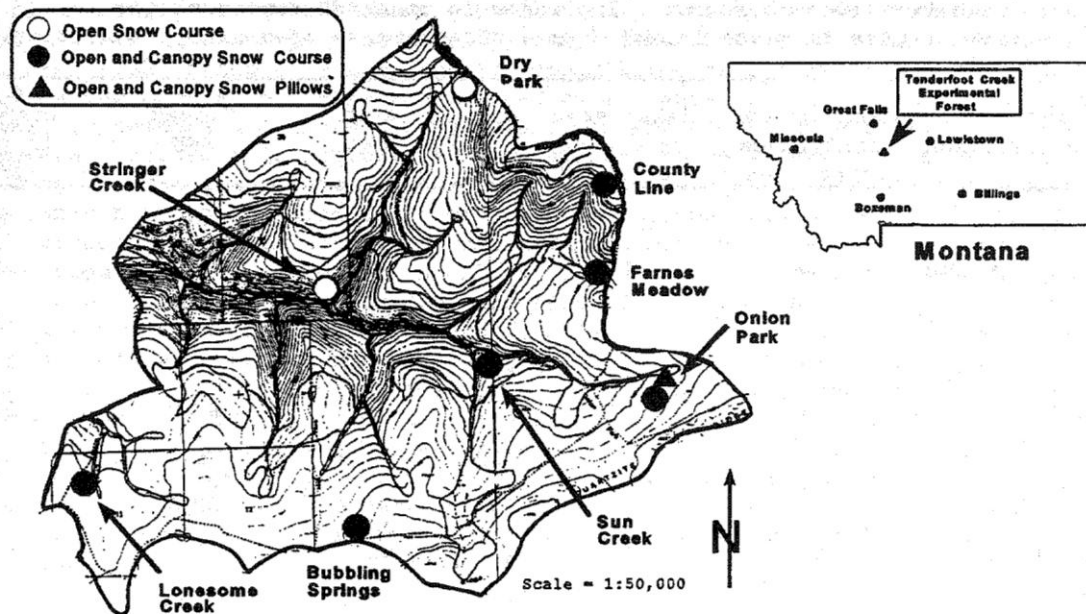 Open Snow Course
Open and Canopy Snow Course
Open and Canopy Snow Pillows
Dry
Park
Stringer
Creek
County
Line
Farnes
Meadow
Onion
Park
QUARTZITE
Sun
Creek
Bubbling
Springs
Lonesome
Creek
Scale = 1:50,000
N
Tenderfoot Creek
Experimental
Forest
Great Falls
Missoula
Lewistown
Bozeman
Billings
Montana